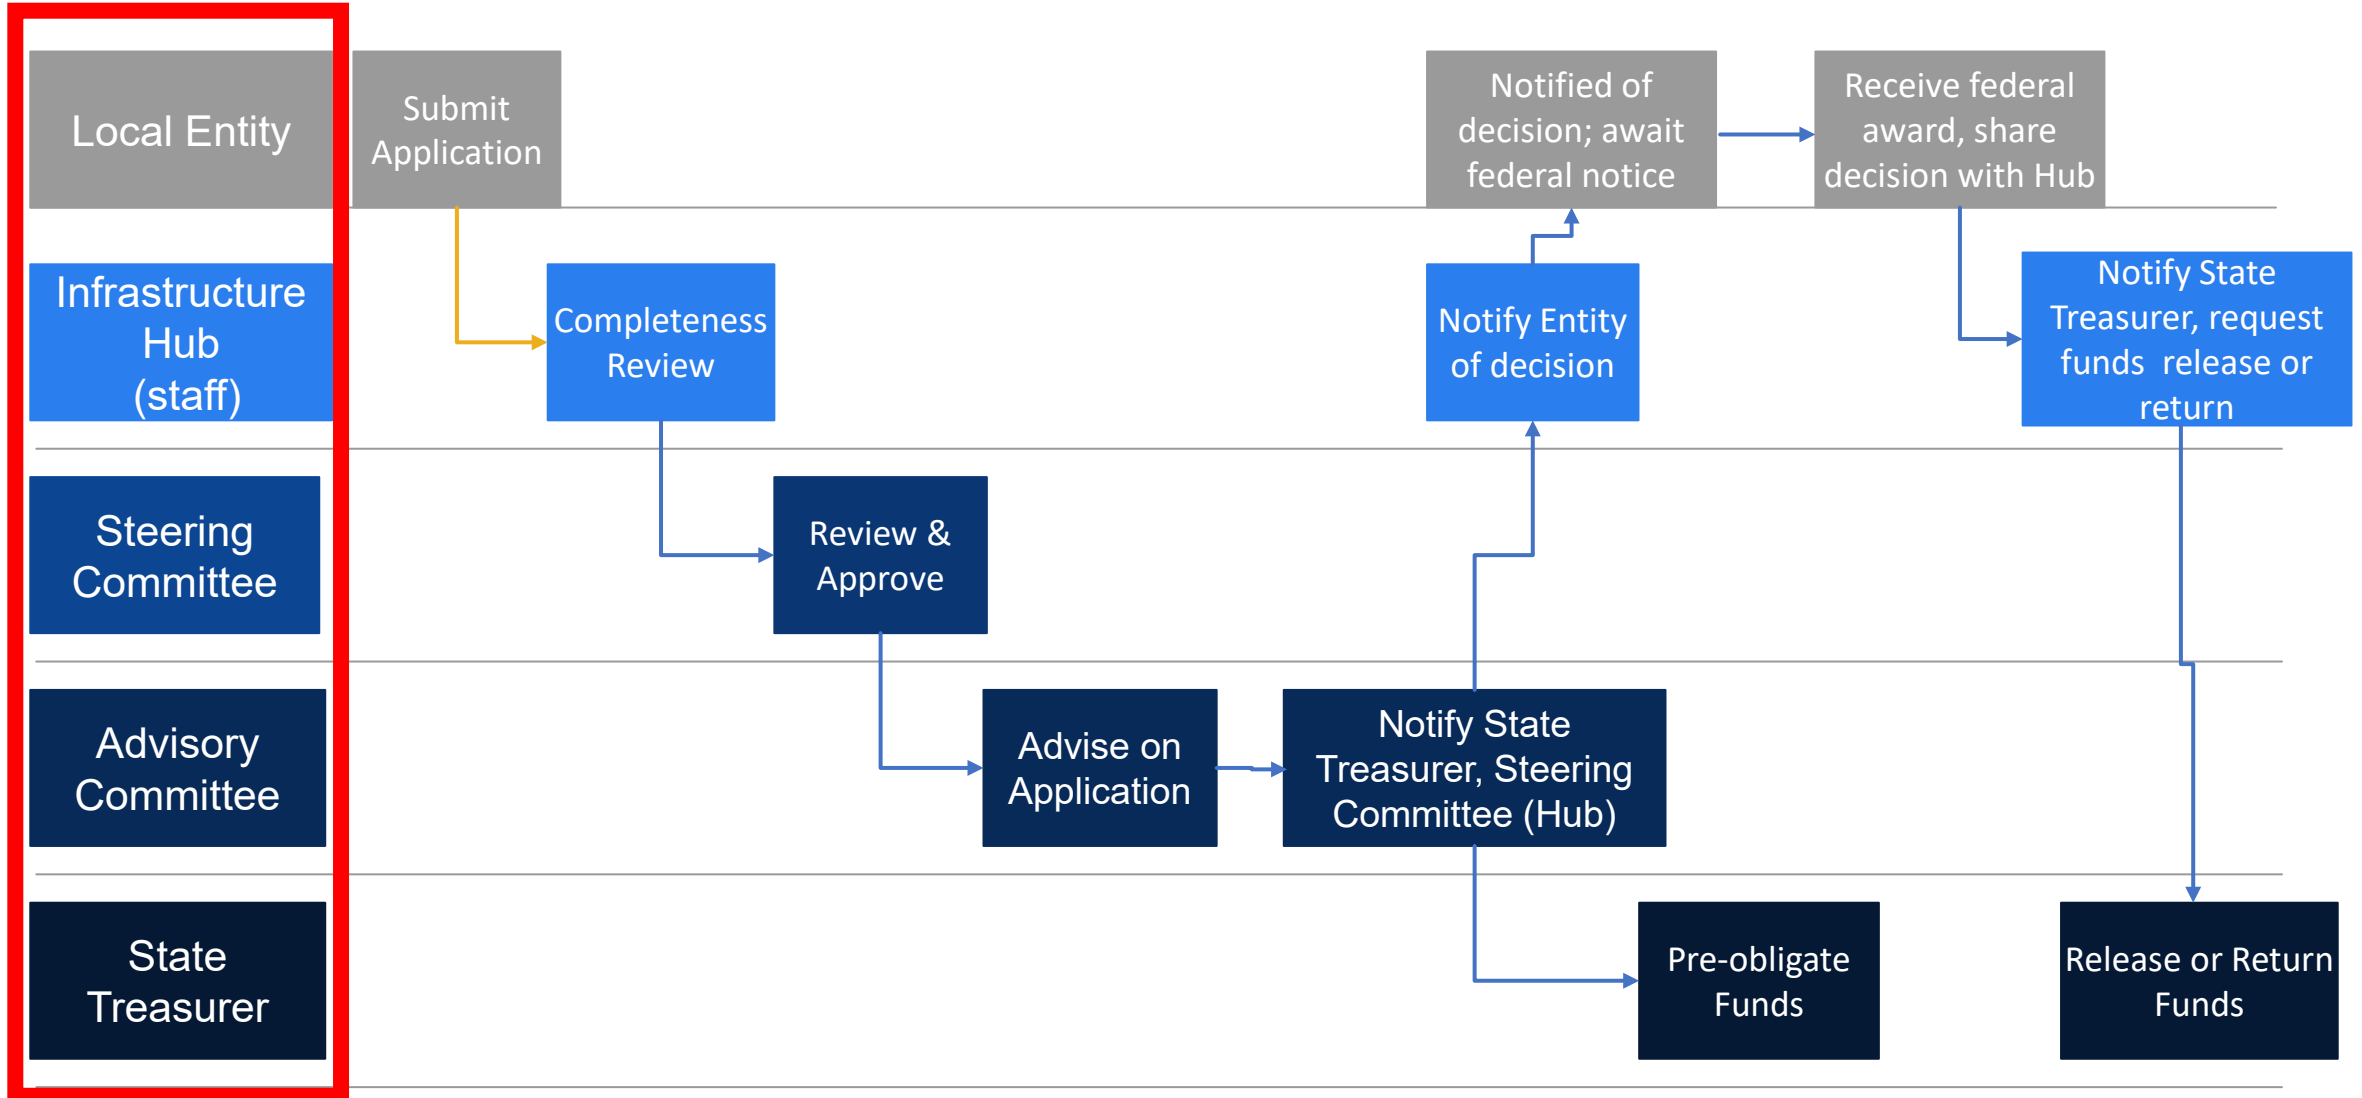 Local Entity
Submit
Application
Notified of
decision; await
federal notice
Receive federal
award, share
decision with Hub
Infrastructure
Hub
(staff)
Completeness
Review
Notify Entity
of decision
Notify State
Treasurer, request
funds  release or
return
Steering
Committee
Review &
Approve
Advisory
Committee
Advise on
Application
Notify State
Treasurer, Steering
Committee (Hub)
State
Treasurer
Pre-obligate
Funds
Release or Return
Funds